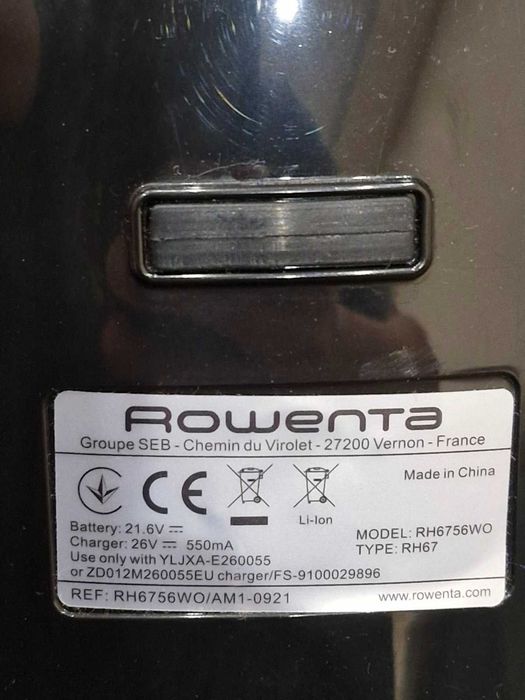 Rowenta
Groupe SEB - Chemin du Virolet - 27200 Vernon - France
CE
Made in China
Li-Ion
Battery: 21.6V ⎓
Charger: 26V ⎓ 550mA
Use only with YLJXA-E260055
or ZD012M260055EU charger/FS-9100029896
MODEL: RH6756WO
TYPE: RH67
REF: RH6756WO/AM1-0921
www.rowenta.com